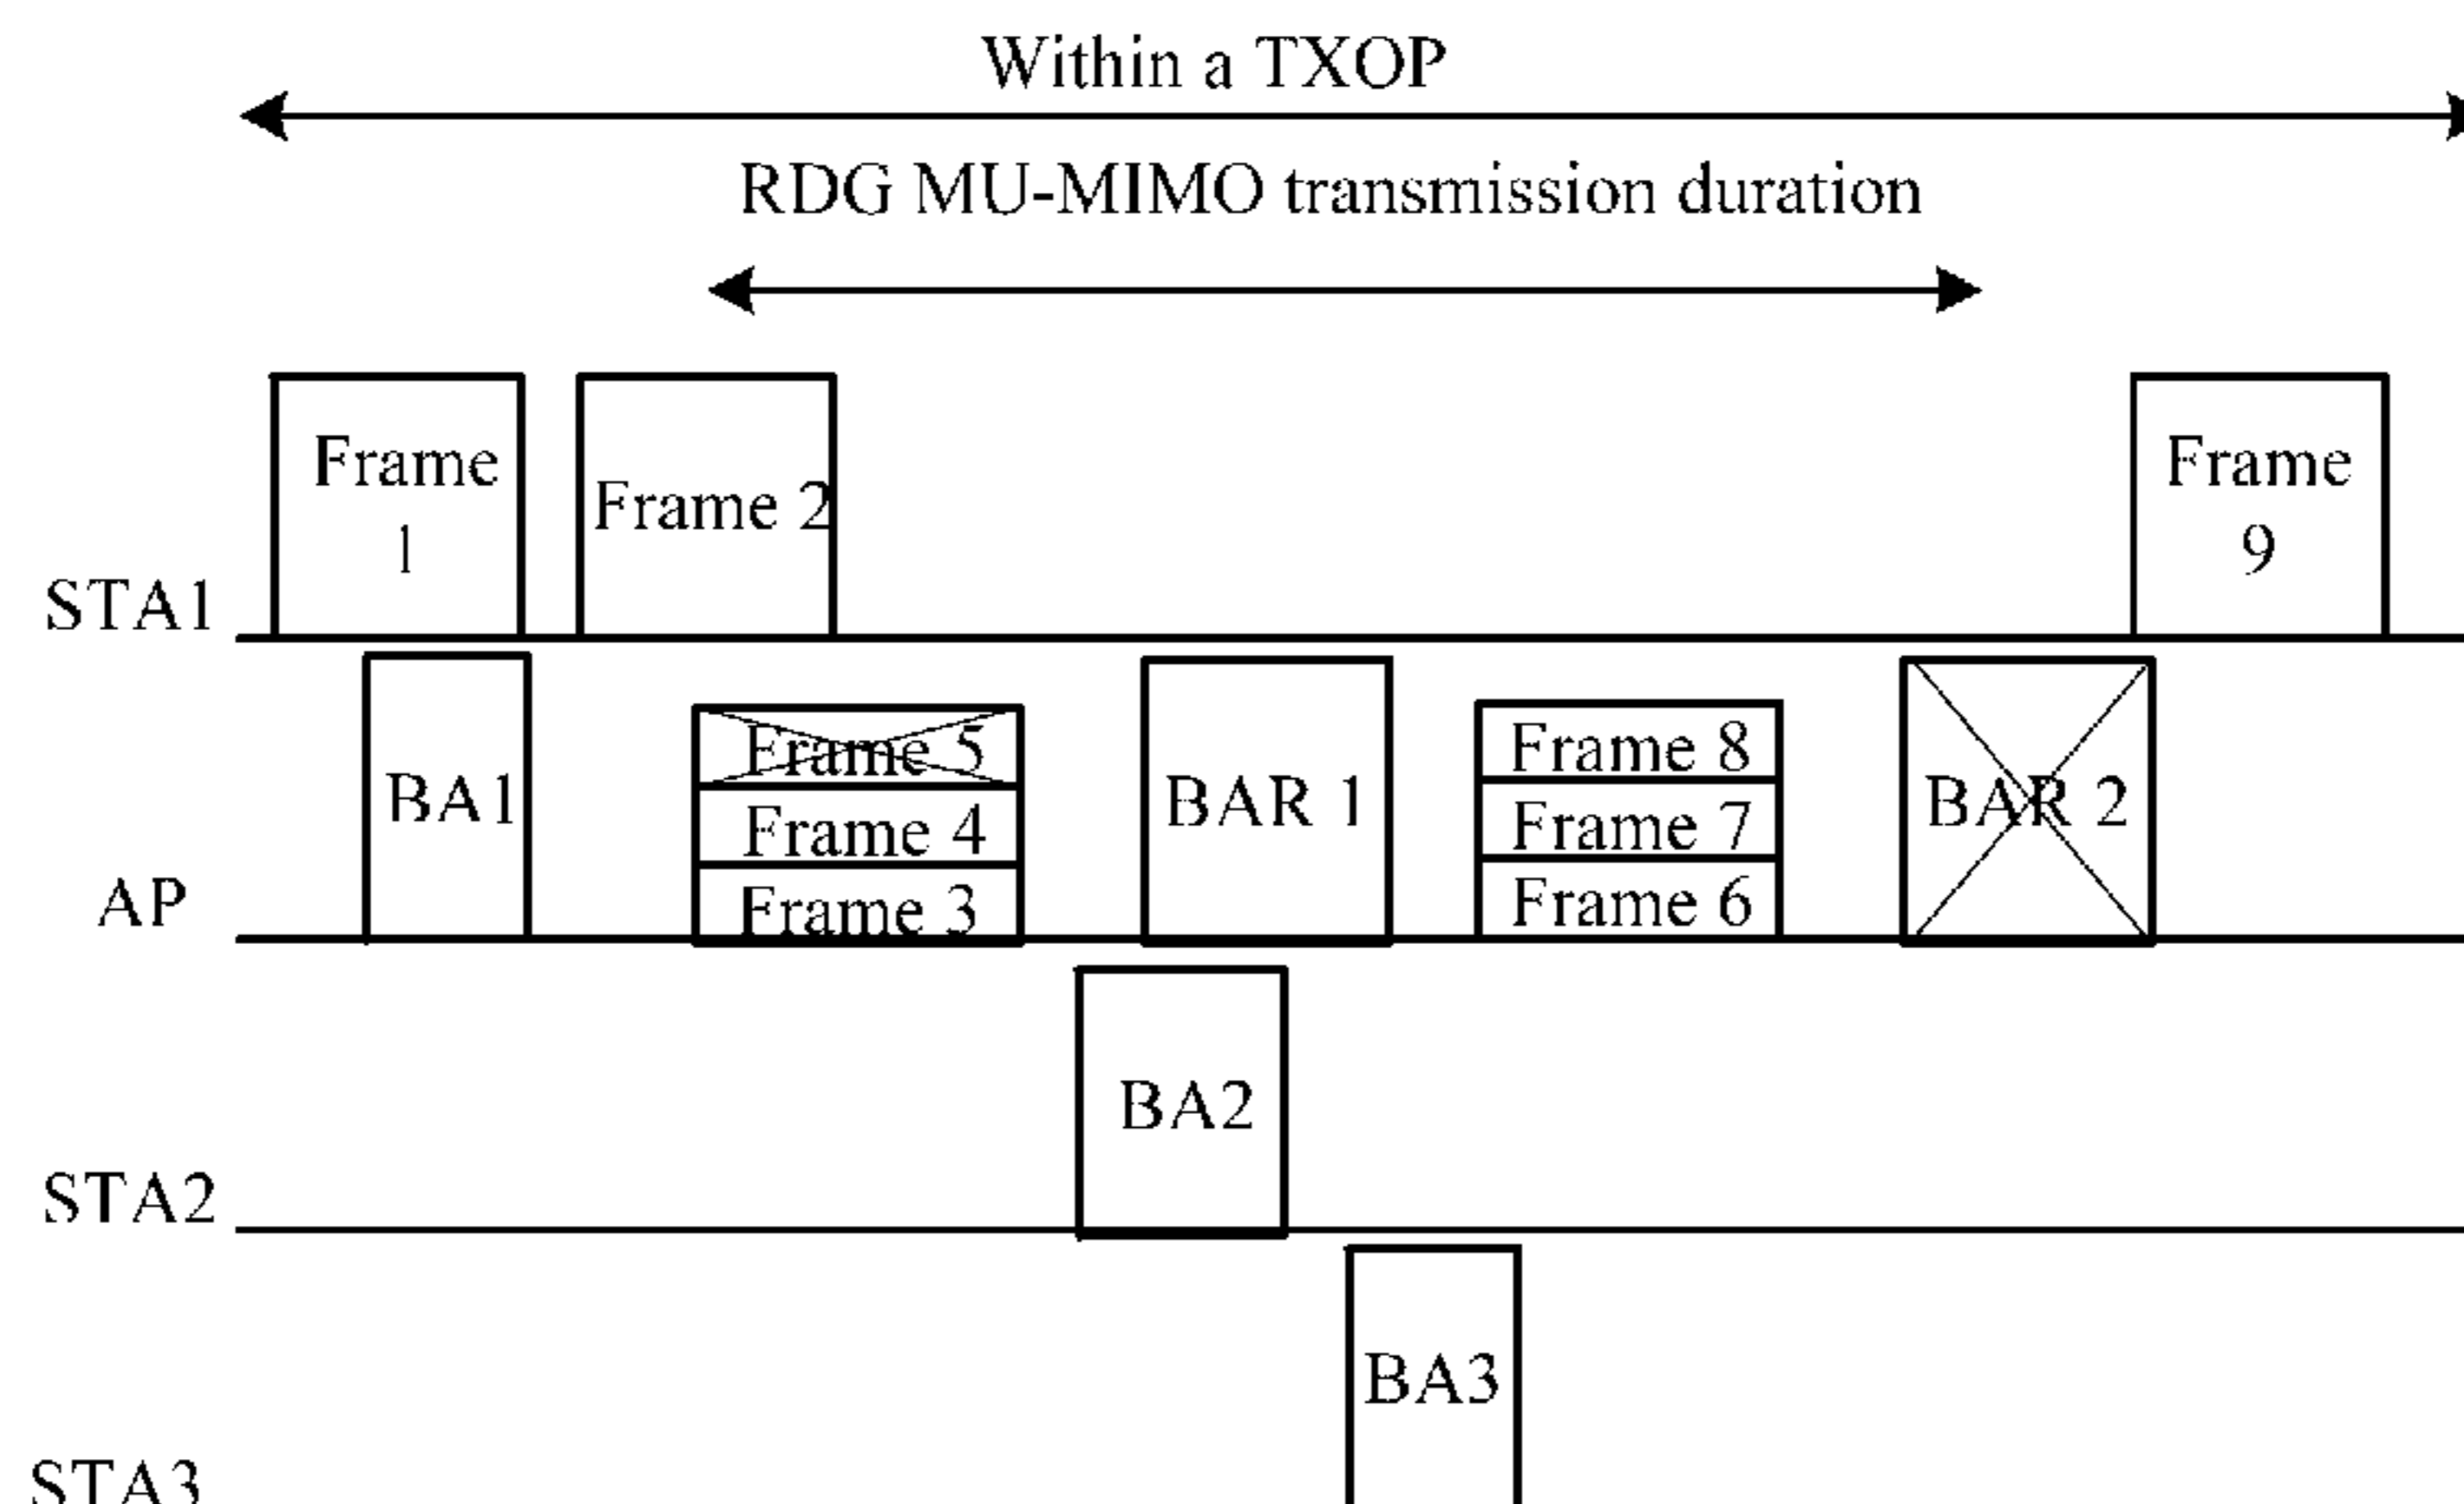 Within a TXOP
RDG MU-MIMO transmission duration
Frame
1
Frame 2
Frame
9
STA1
BA1
Frame 5
Frame 4
Frame 3
BAR 1
Frame 8
Frame 7
Frame 6
BAR 2
AP
BA2
STA2
BA3
STA3